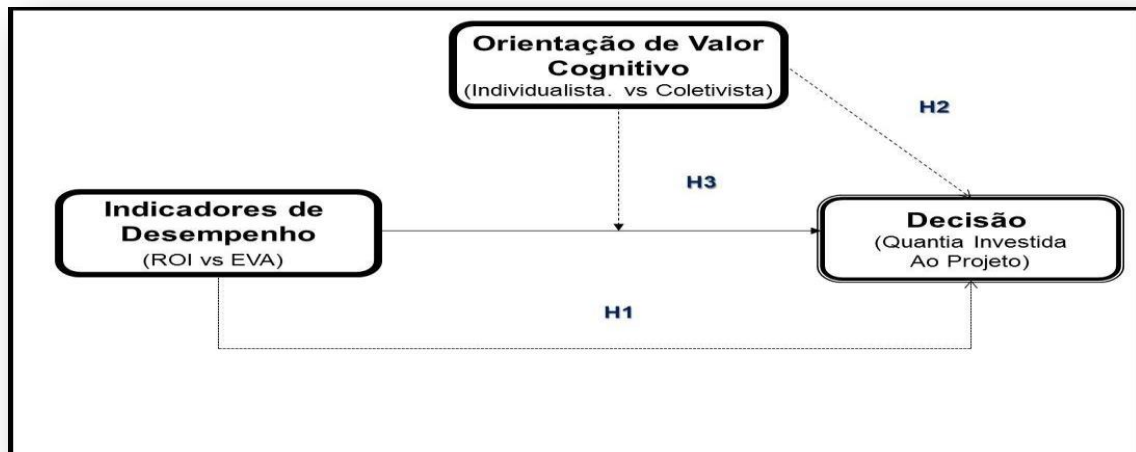 Orientação de Valor
Cognitivo
(Individualista. vs Coletivista)
H2
H3
Indicadores de
Desempenho
(ROI vs EVA)
Decisão
(Quantia Investida
Ao Projeto)
H1